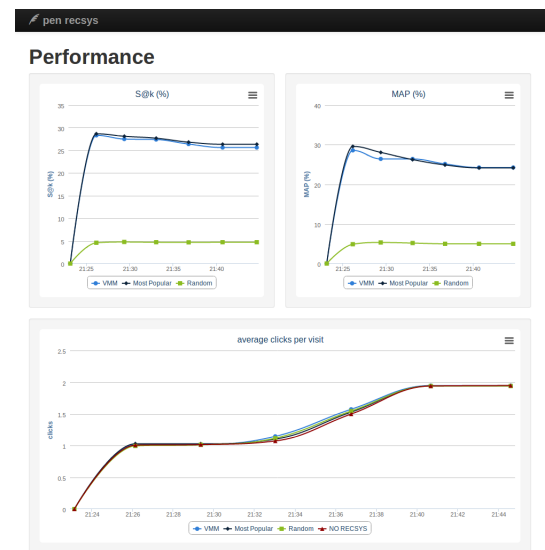 pen recsys
Performance
S@k (%)
35
30
25
20
15
10
5
0
S@k (%)
21:25 21:30 21:35 21:40
VMM Most Popular Random
MAP (%)
40
30
20
10
0
MAP (%)
21:25 21:30 21:35 21:40
VMM Most Popular Random
average clicks per visit
2.5
2
1.5
1
0.5
0
clicks
21:24 21:26 21:28 21:30 21:32 21:34 21:36 21:38 21:40 21:42 21:44
VMM Most Popular Random NO RECSYS